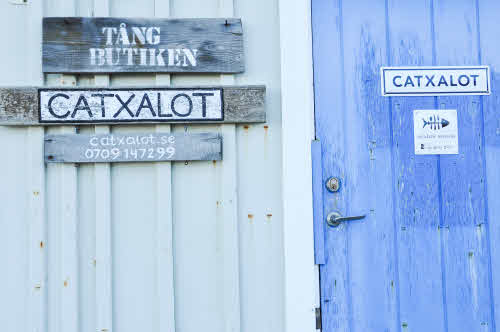 TÅNG
BUTIKEN
CATXALOT
catxalot.se
0709 147299
CATXALOT